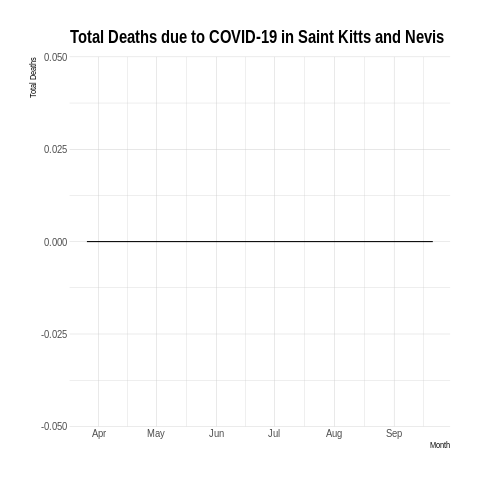 Total Deaths due to COVID-19 in Saint Kitts and Nevis
Total Deaths
0.050
0.025
0.000
-0.025
-0.050
Apr May Jun Jul Aug Sep
Month